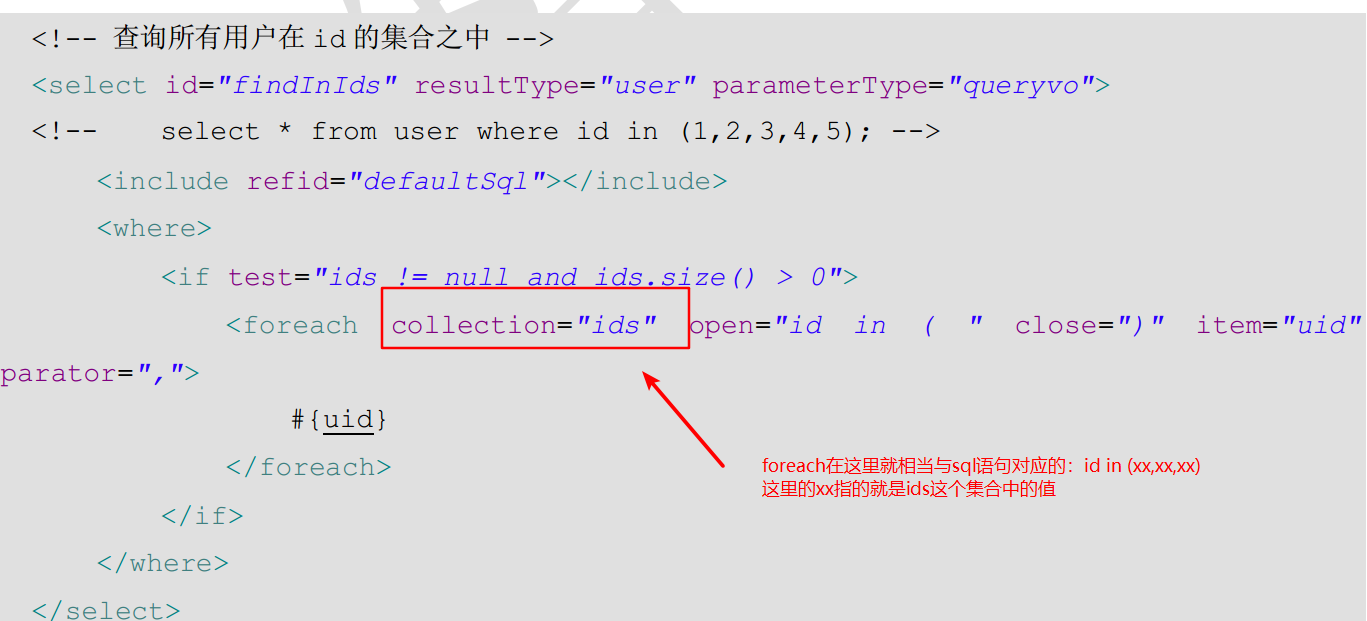 <!-- 查询所有用户在 id 的集合之中 -->
<select id="findInIds" resultType="user" parameterType="queryvo">
<!--    select * from user where id in (1,2,3,4,5); -->
<include refid="defaultSql"></include>
<where>
<if test="ids != null and ids.size() > 0">
<foreach collection="ids" open="id in ( " close=")" item="uid"
parator=",">
#{uid}
</foreach>
foreach在这里就相当与sql语句对应的：id in (xx,xx,xx)
这里的xx指的就是ids这个集合中的值
</if>
</where>
</select>